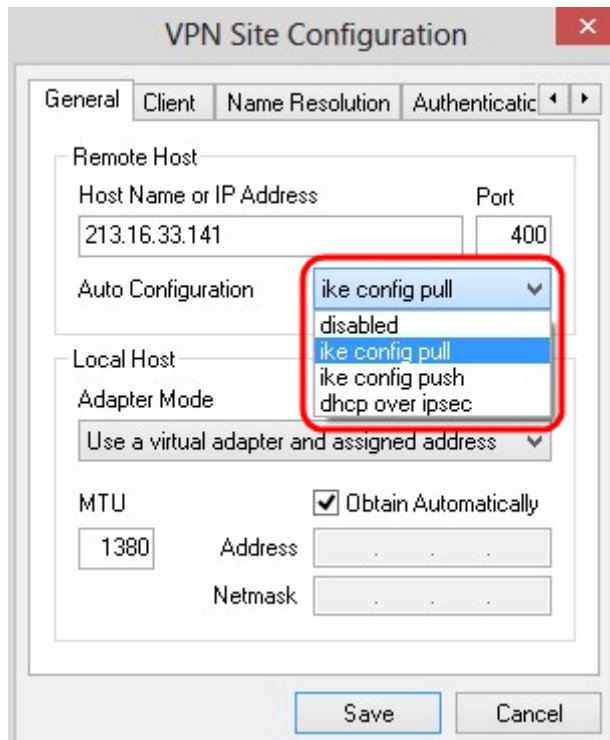 VPN Site Configuration
General Client Name Resolution Authenticatic
Remote Host
Host Name or IP Address Port
213.16.33.141 400
Auto Configuration ike config pull
disabled
ike config pull
ike config push
dhcp over ipsec
Local Host
Adapter Mode
Use a virtual adapter and assigned address
MTU Obtain Automatically
1380 Address . . .
Netmask . . .
Save Cancel